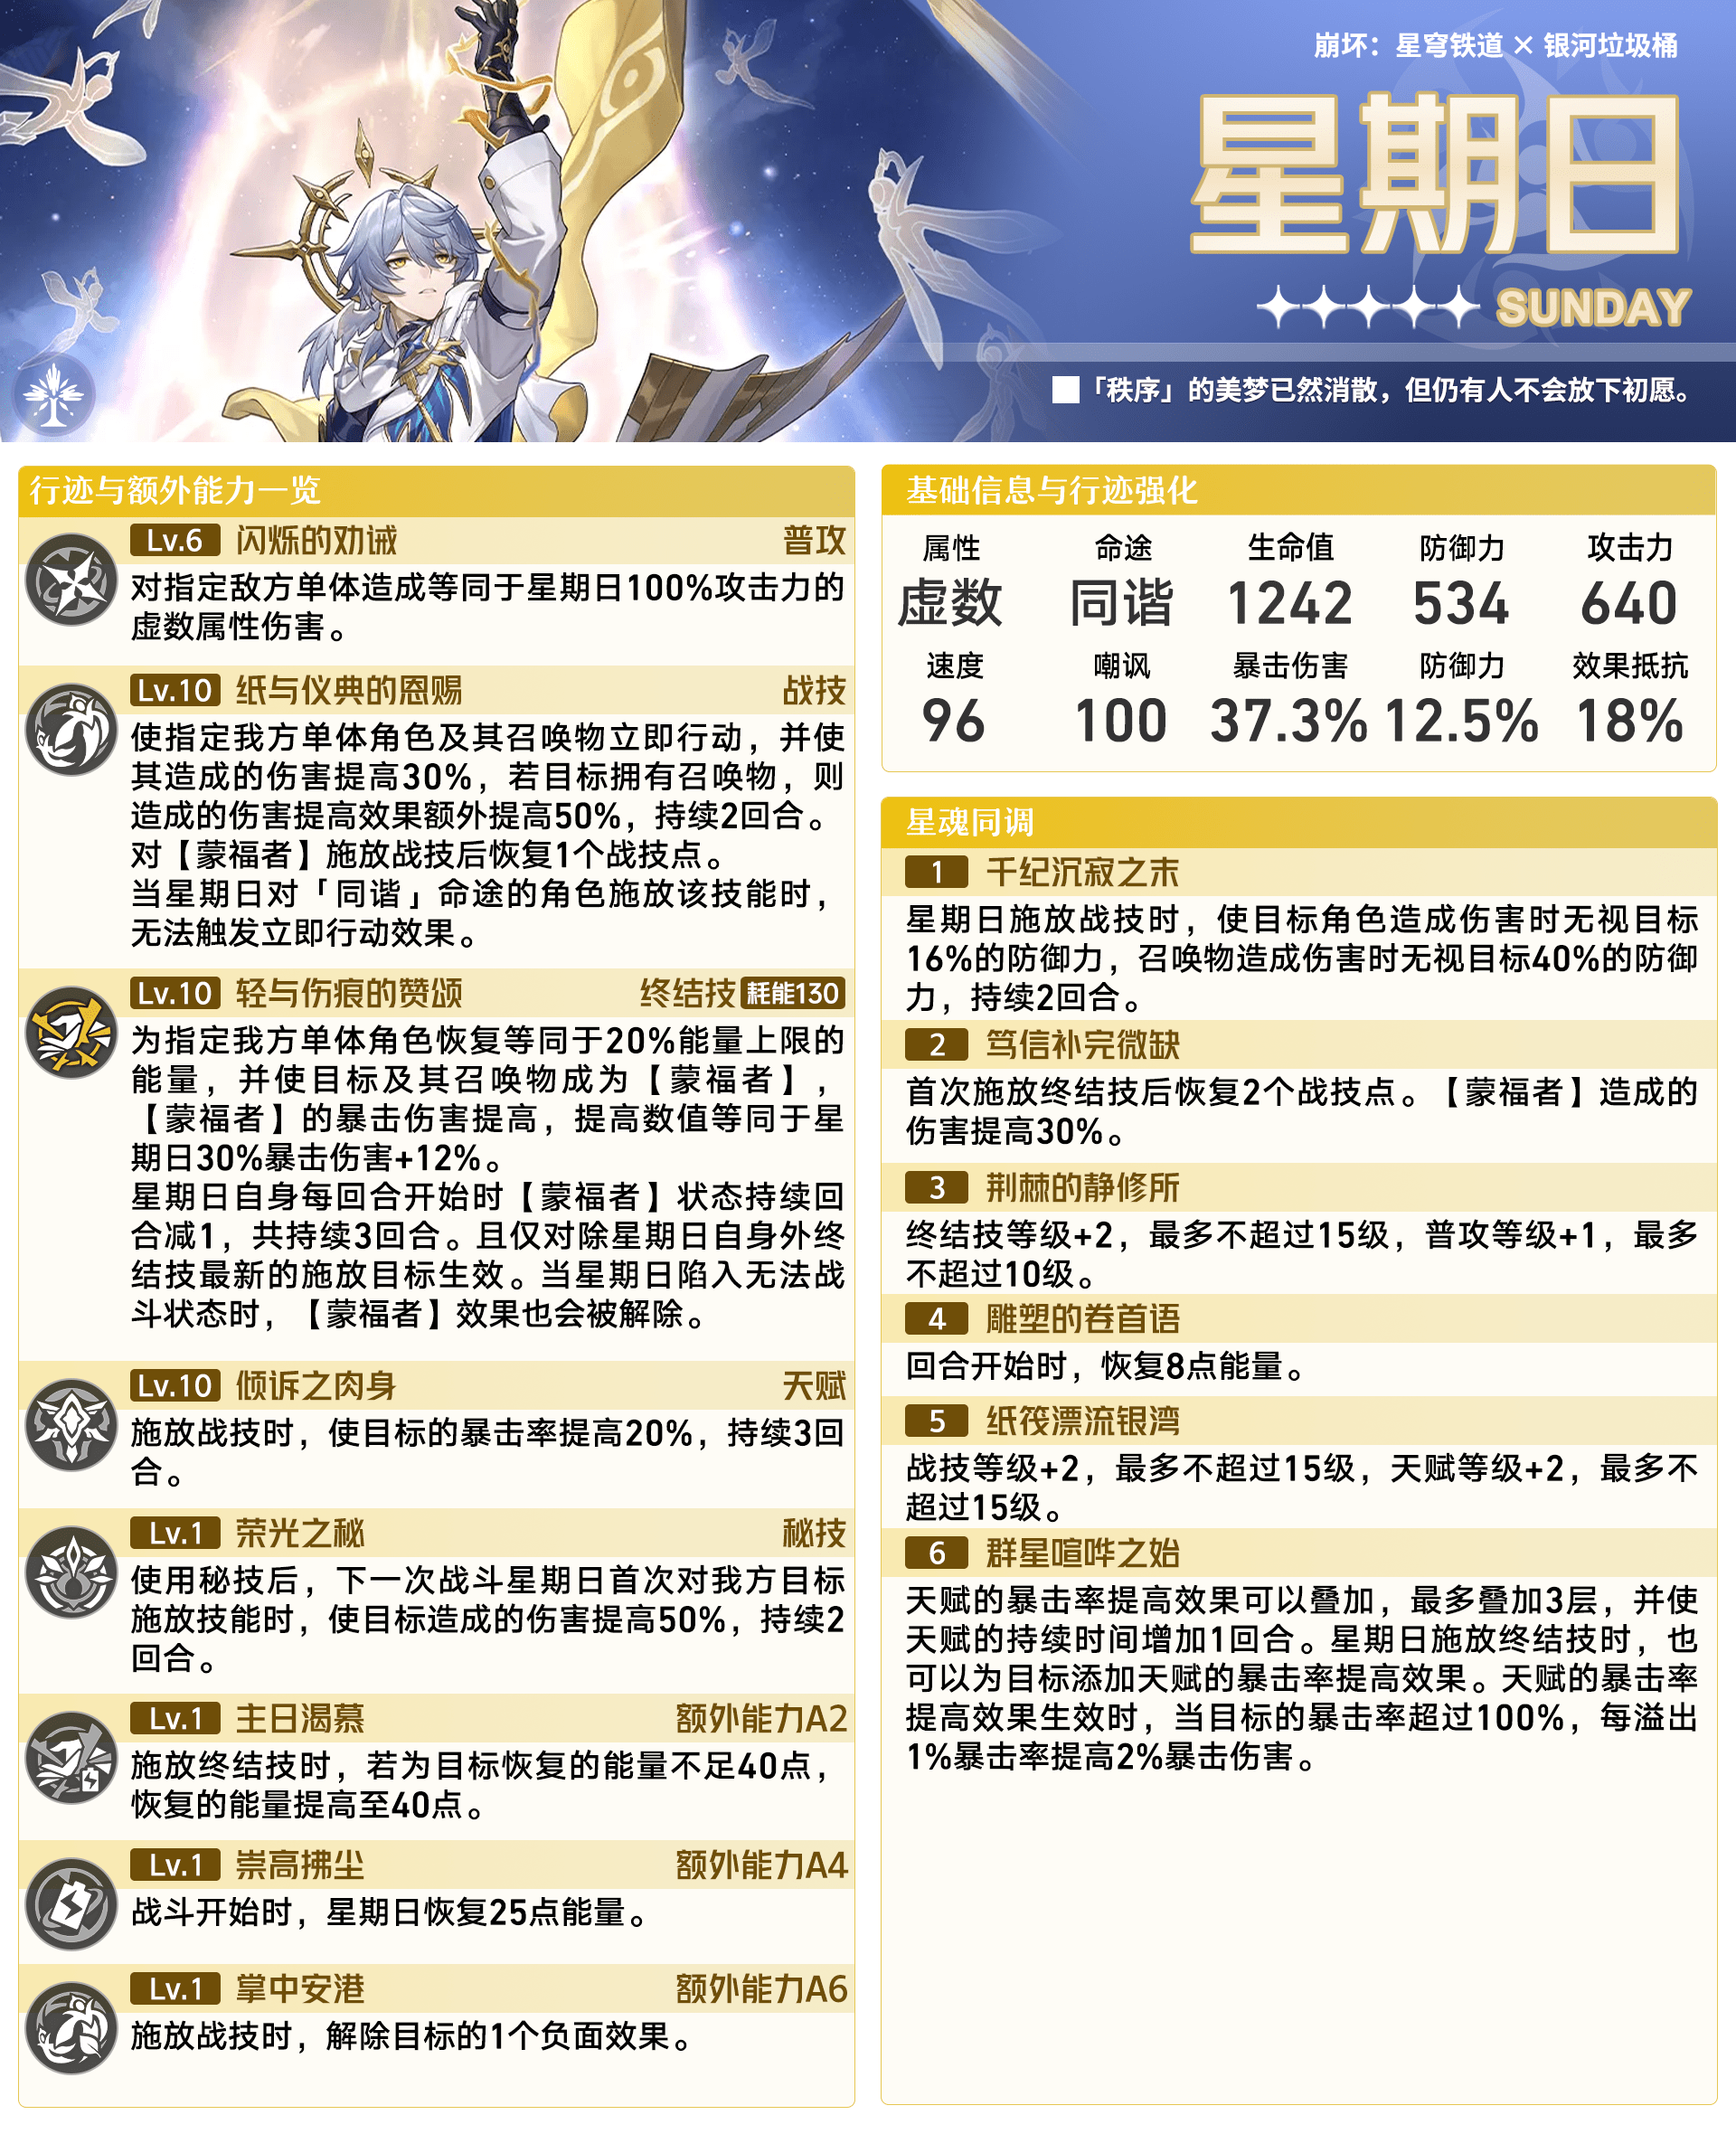 崩坏：星穹铁道 × 银河垃圾桶
星期日
SUNDAY
「秩序」的美梦已然消散，但仍有人不会放下初愿。
行迹与额外能力一览
Lv.6 闪烁的劝诫 普攻
对指定敌方单体造成等同于星期日100%攻击力的
虚数属性伤害。
Lv.10 纸与仪典的恩赐 战技
使指定我方单体角色及其召唤物立即行动，并使
其造成的伤害提高30%，若目标拥有召唤物，则
造成的伤害提高效果额外提高50%，持续2回合。
对【蒙福者】施放战技后恢复1个战技点。
当星期日对「同谐」命途的角色施放该技能时，
无法触发立即行动效果。
Lv.10 轻与伤痕的赞颂 终结技 耗能130
为指定我方单体角色恢复等同于20%能量上限的
能量，并使目标及其召唤物成为【蒙福者】，
【蒙福者】的暴击伤害提高，提高数值等同于星
期日30%暴击伤害+12%。
星期日自身每回合开始时【蒙福者】状态持续回
合减1，共持续3回合。且仅对除星期日自身外终
结技最新的施放目标生效。当星期日陷入无法战
斗状态时，【蒙福者】效果也会被解除。
Lv.10 倾诉之肉身 天赋
施放战技时，使目标的暴击率提高20%，持续3回
合。
Lv.1 荣光之秘 秘技
使用秘技后，下一次战斗星期日首次对我方目标
施放技能时，使目标造成的伤害提高50%，持续2
回合。
Lv.1 主日渴慕 额外能力A2
施放终结技时，若为目标恢复的能量不足40点，
恢复的能量提高至40点。
Lv.1 崇高拂尘 额外能力A4
战斗开始时，星期日恢复25点能量。
Lv.1 掌中安港 额外能力A6
施放战技时，解除目标的1个负面效果。
基础信息与行迹强化
属性 命途 生命值 防御力 攻击力
虚数 同谐 1242 534 640
速度 嘲讽 暴击伤害 防御力 效果抵抗
96 100 37.3% 12.5% 18%
星魂同调
1 千纪沉寂之末
星期日施放战技时，使目标角色造成伤害时无视目标
16%的防御力，召唤物造成伤害时无视目标40%的防御
力，持续2回合。
2 笃信补完微缺
首次施放终结技后恢复2个战技点。【蒙福者】造成的
伤害提高30%。
3 荆棘的静修所
终结技等级+2，最多不超过15级，普攻等级+1，最多
不超过10级。
4 雕塑的卷首语
回合开始时，恢复8点能量。
5 纸筏漂流银湾
战技等级+2，最多不超过15级，天赋等级+2，最多不
超过15级。
6 群星喧哗之始
天赋的暴击率提高效果可以叠加，最多叠加3层，并使
天赋的持续时间增加1回合。星期日施放终结技时，也
可以为目标添加天赋的暴击率提高效果。天赋的暴击率
提高效果生效时，当目标的暴击率超过100%，每溢出
1%暴击率提高2%暴击伤害。